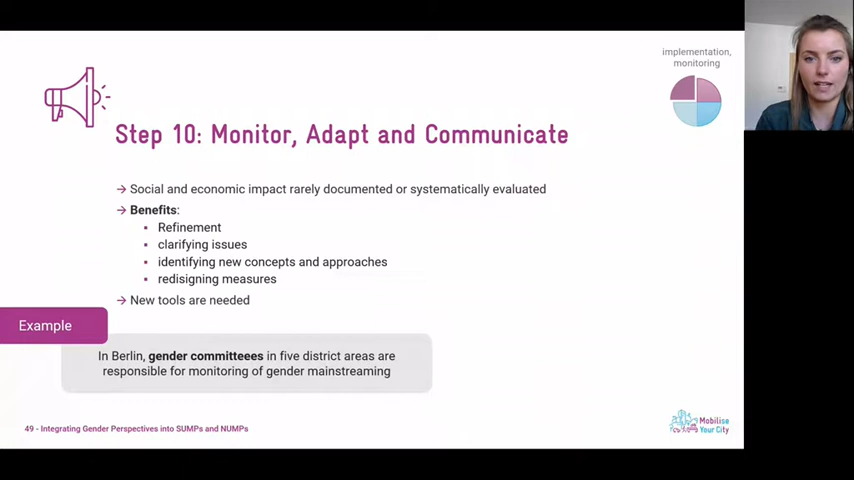 implementation,
monitoring
Step 10: Monitor, Adapt and Communicate
→ Social and economic impact rarely documented or systematically evaluated
→ Benefits:
▪ Refinement
▪ clarifying issues
▪ identifying new concepts and approaches
▪ redisigning measures
→ New tools are needed
Example
In Berlin, gender committeees in five district areas are
responsible for monitoring of gender mainstreaming
49 - Integrating Gender Perspectives into SUMPs and NUMPs
Mobilise
Your City